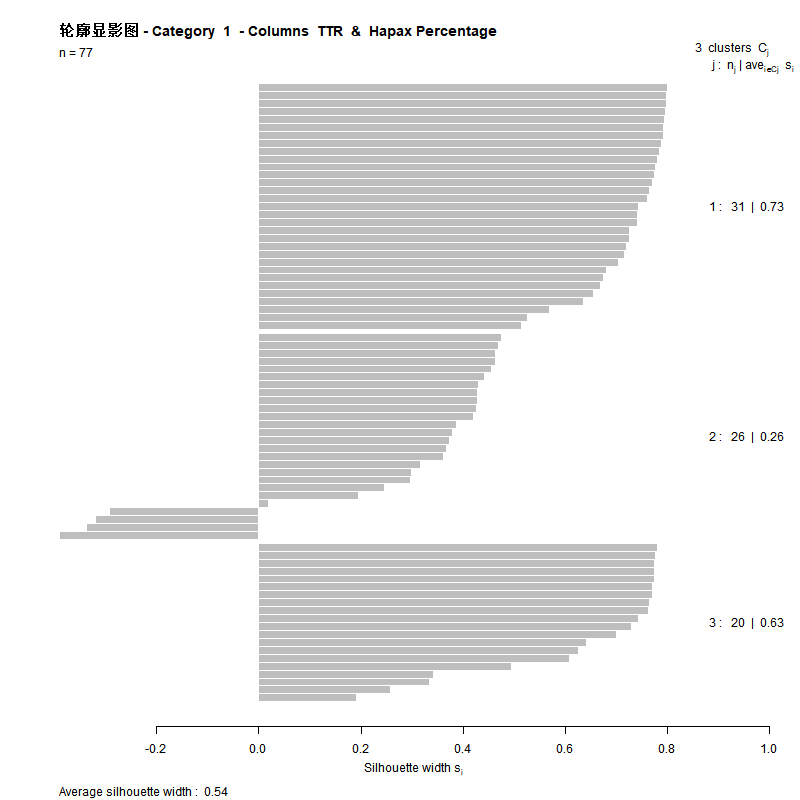 轮廓显影图 - Category 1 - Columns TTR & Hapax Percentage
n = 77
3 clusters Cj
j : nj | avei∈Cj si
1 : 31 | 0.73
2 : 26 | 0.26
3 : 20 | 0.63
-0.2 0.0 0.2 0.4 0.6 0.8 1.0
Silhouette width si
Average silhouette width : 0.54